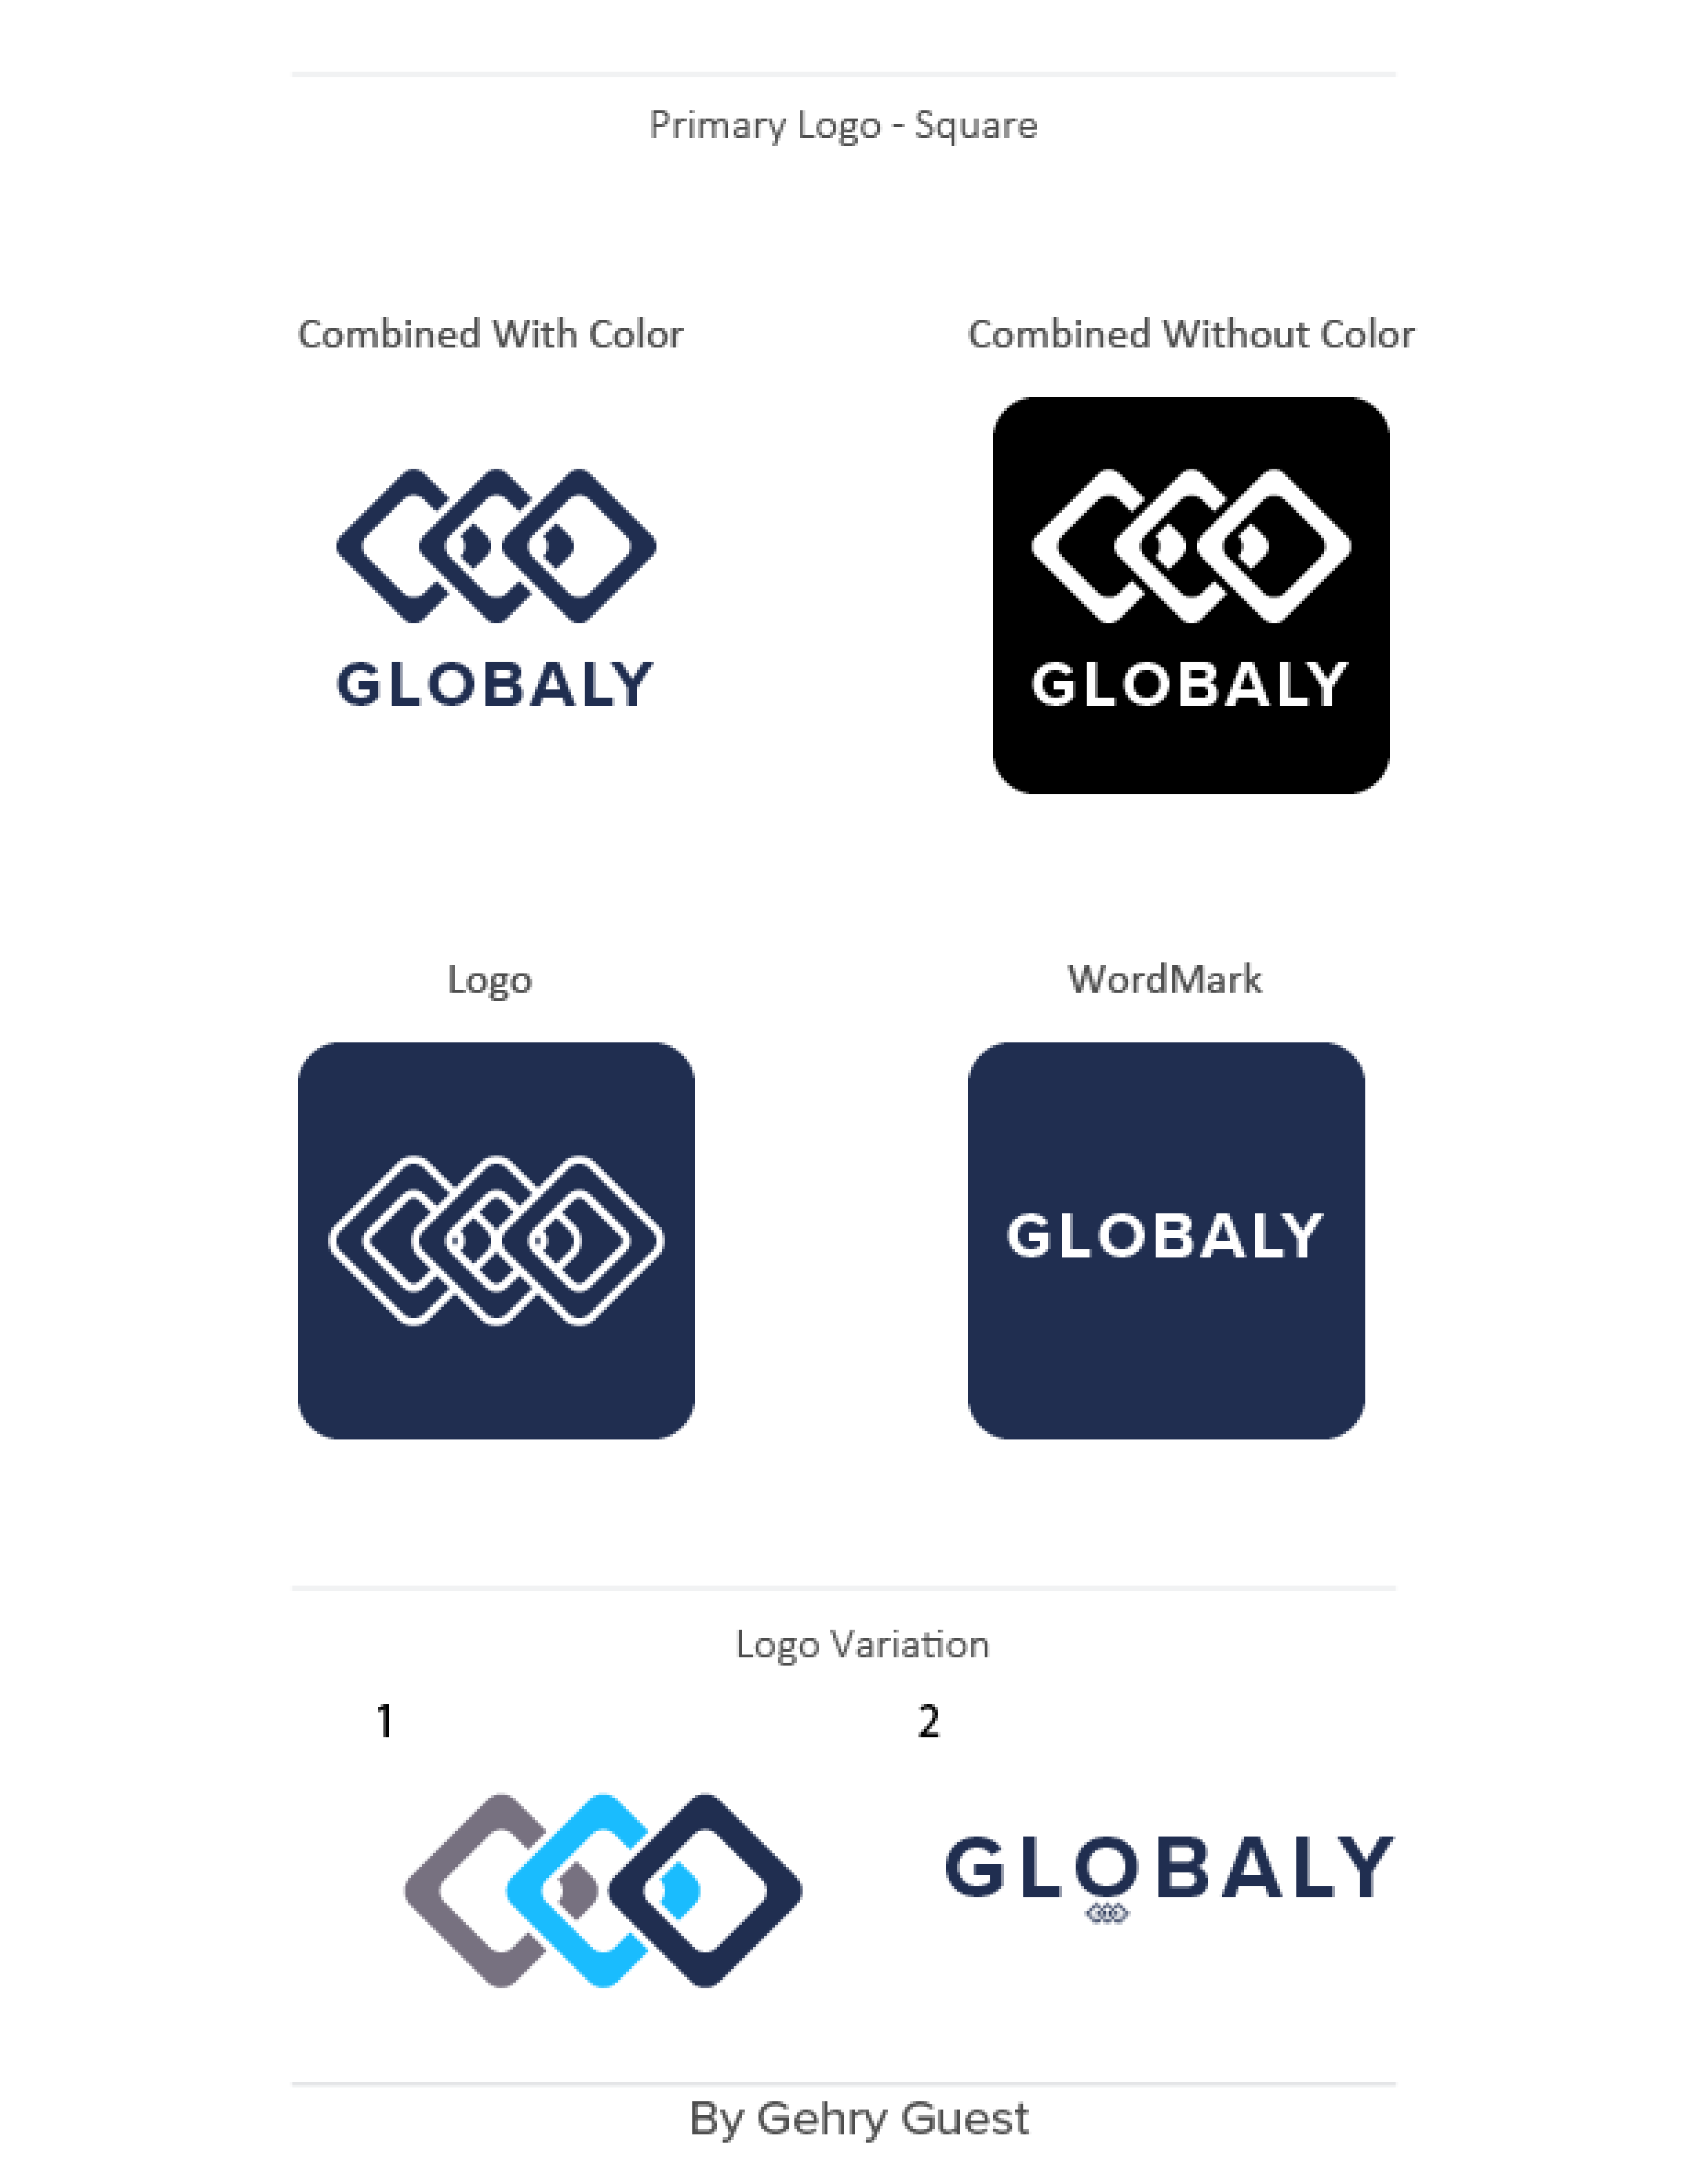 Primary Logo - Square
Combined With Color
Combined Without Color
GLOBALY
GLOBALY
Logo
WordMark
GLOBALY
Logo Variation
1
2
GLOBALY
By Gehry Guest